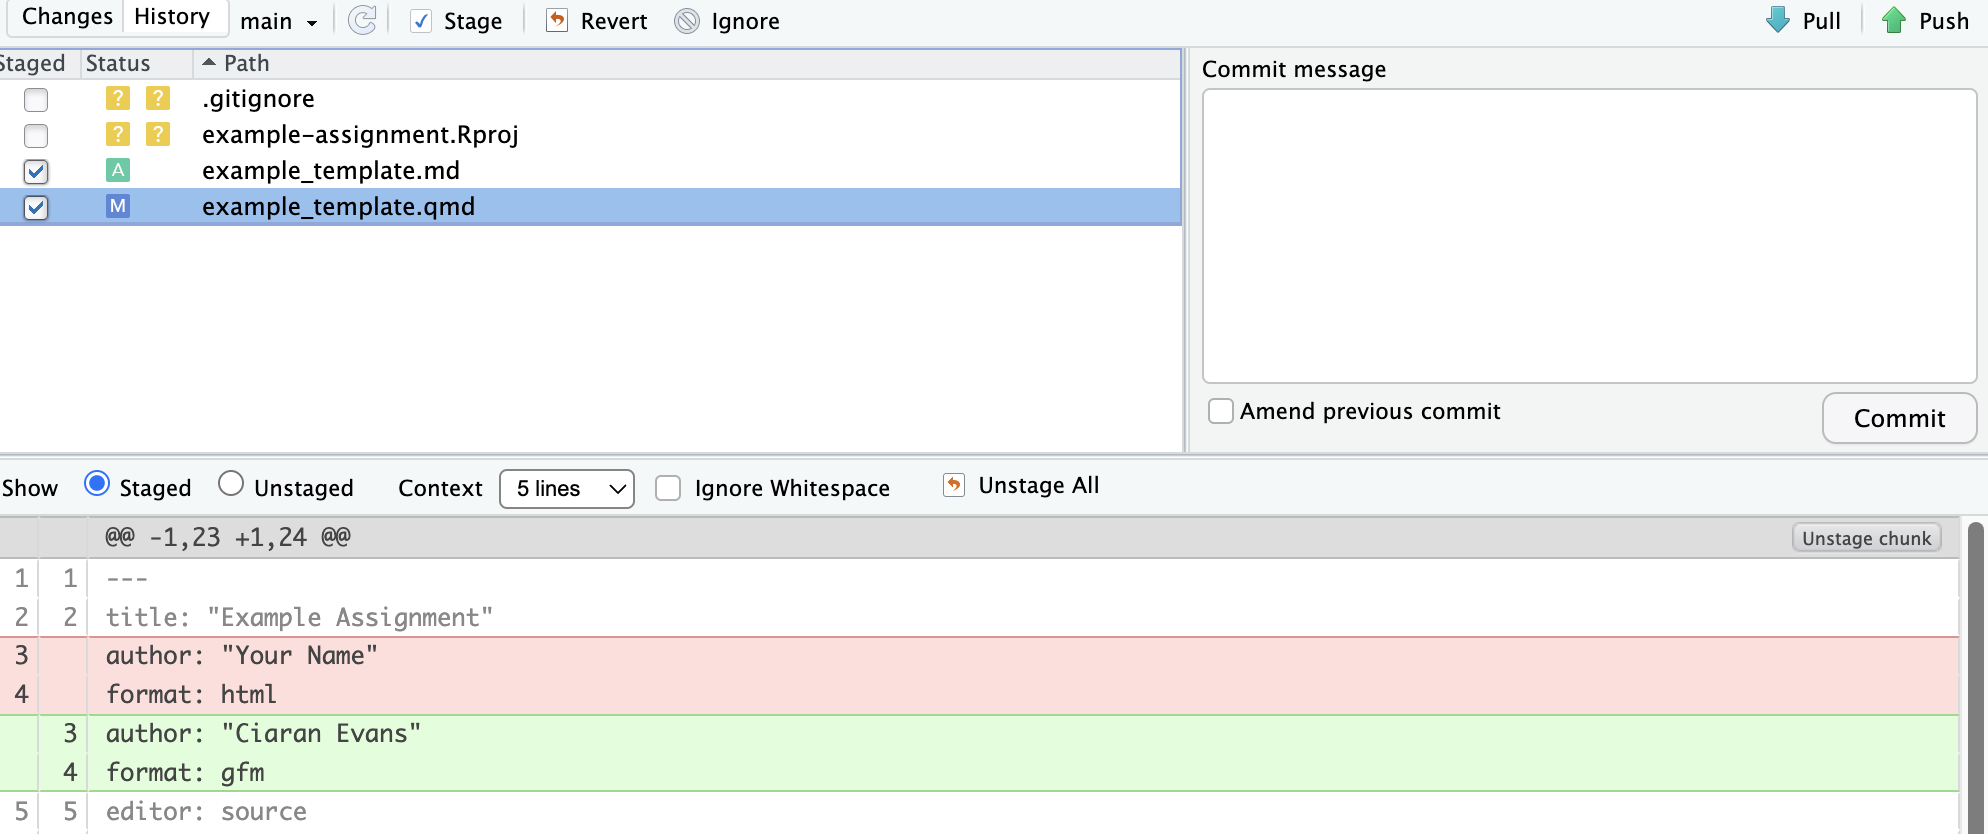 Changes History main Stage Revert Ignore Pull Push
Staged Status Path
? ? .gitignore
? ? example-assignment.Rproj
A example_template.md
M example_template.qmd
Commit message
Amend previous commit
Commit
Show Staged Unstaged Context 5 lines Ignore Whitespace Unstage All
@@ -1,23 +1,24 @@ Unstage chunk
1 1 ---
2 2 title: "Example Assignment"
3 author: "Your Name"
4 format: html
3 author: "Ciaran Evans"
4 format: gfm
5 5 editor: source